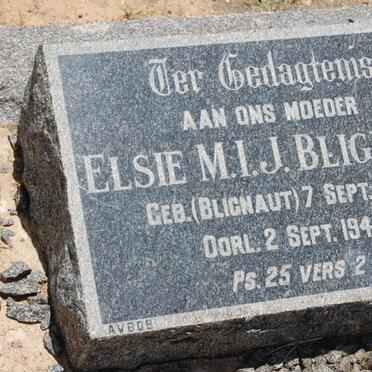 Ter Gedagtenis
AAN ONS MOEDER
ELSIE M.I.J. BLIG
GEB. (BLIGNAUT) 7 SEPT.
OORL. 2 SEPT. 194
PS. 25 VERS 2
AVBOB